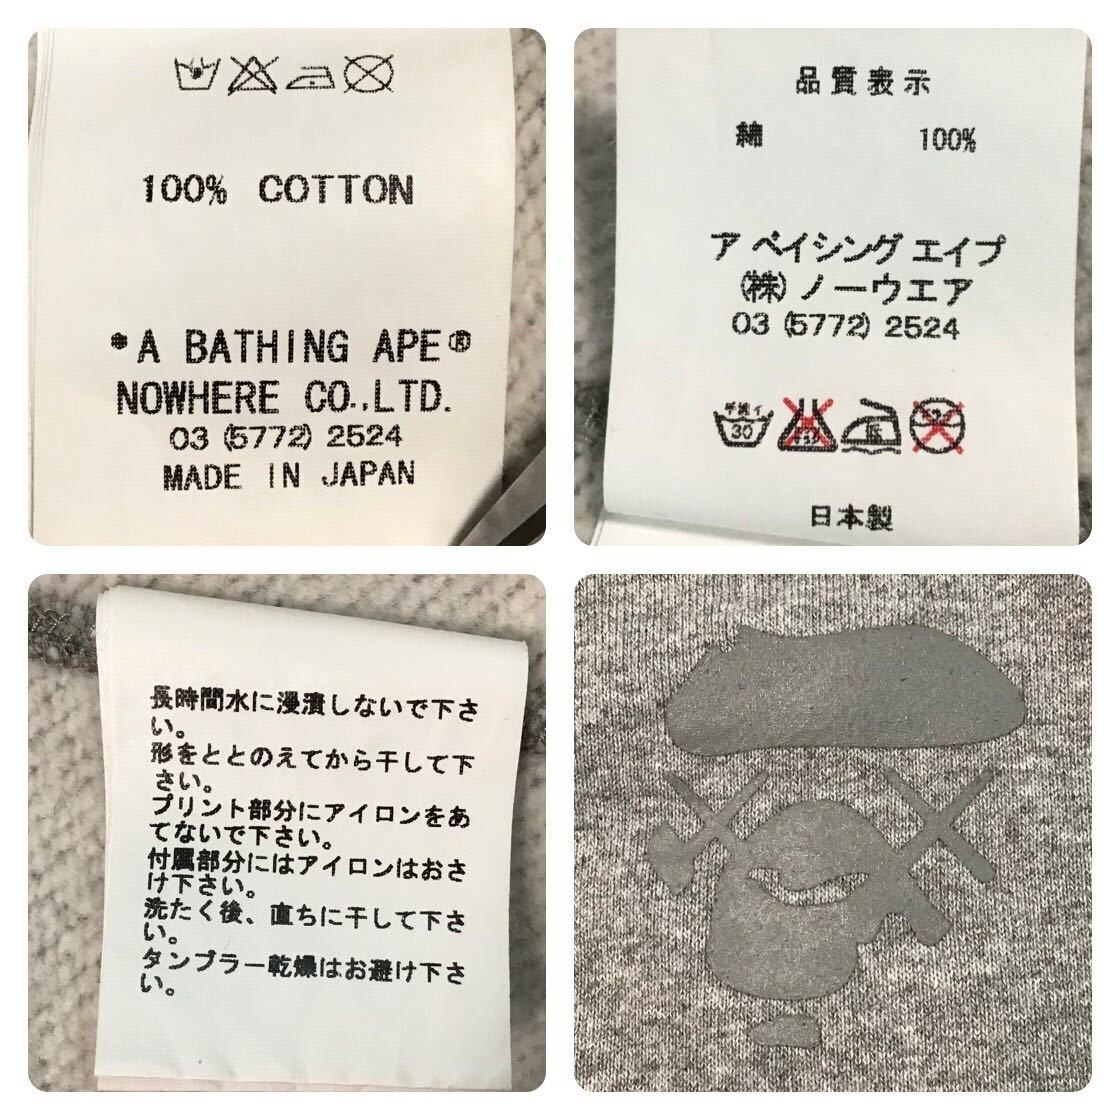 100% COTTON
*A BATHING APE®
NOWHERE CO.,LTD.
03 (5772) 2524
MADE IN JAPAN
品質表示
綿 100%
ア ベイシング エイプ
(株) ノーウエア
03 (5772) 2524
手洗イ
30
日本製
長時間水に浸漬しないで下さ
い。
形をととのえてから干して下
さい。
プリント部分にアイロンをあ
てないで下さい。
付属部分にはアイロンはおさ
け下さい。
洗たく後、直ちに干して下さ
い。
タンブラー乾燥はお避け下さ
い。